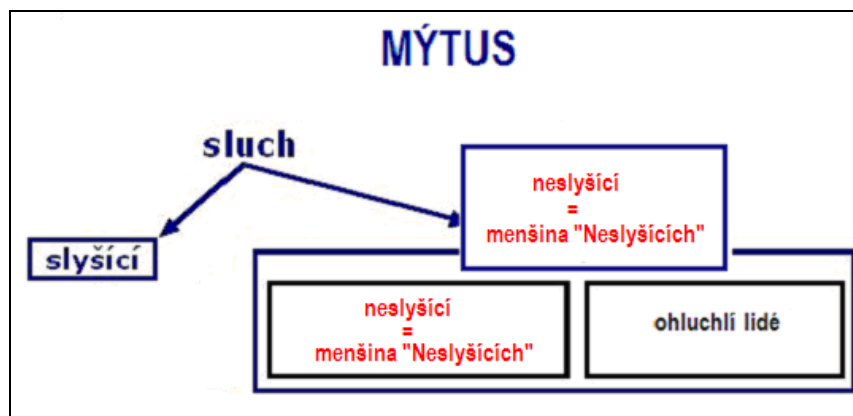 MÝTUS
sluch
slyšící
neslyšící
=
menšina "Neslyšících"
neslyšící
=
menšina "Neslyšících"
ohluchlí lidé